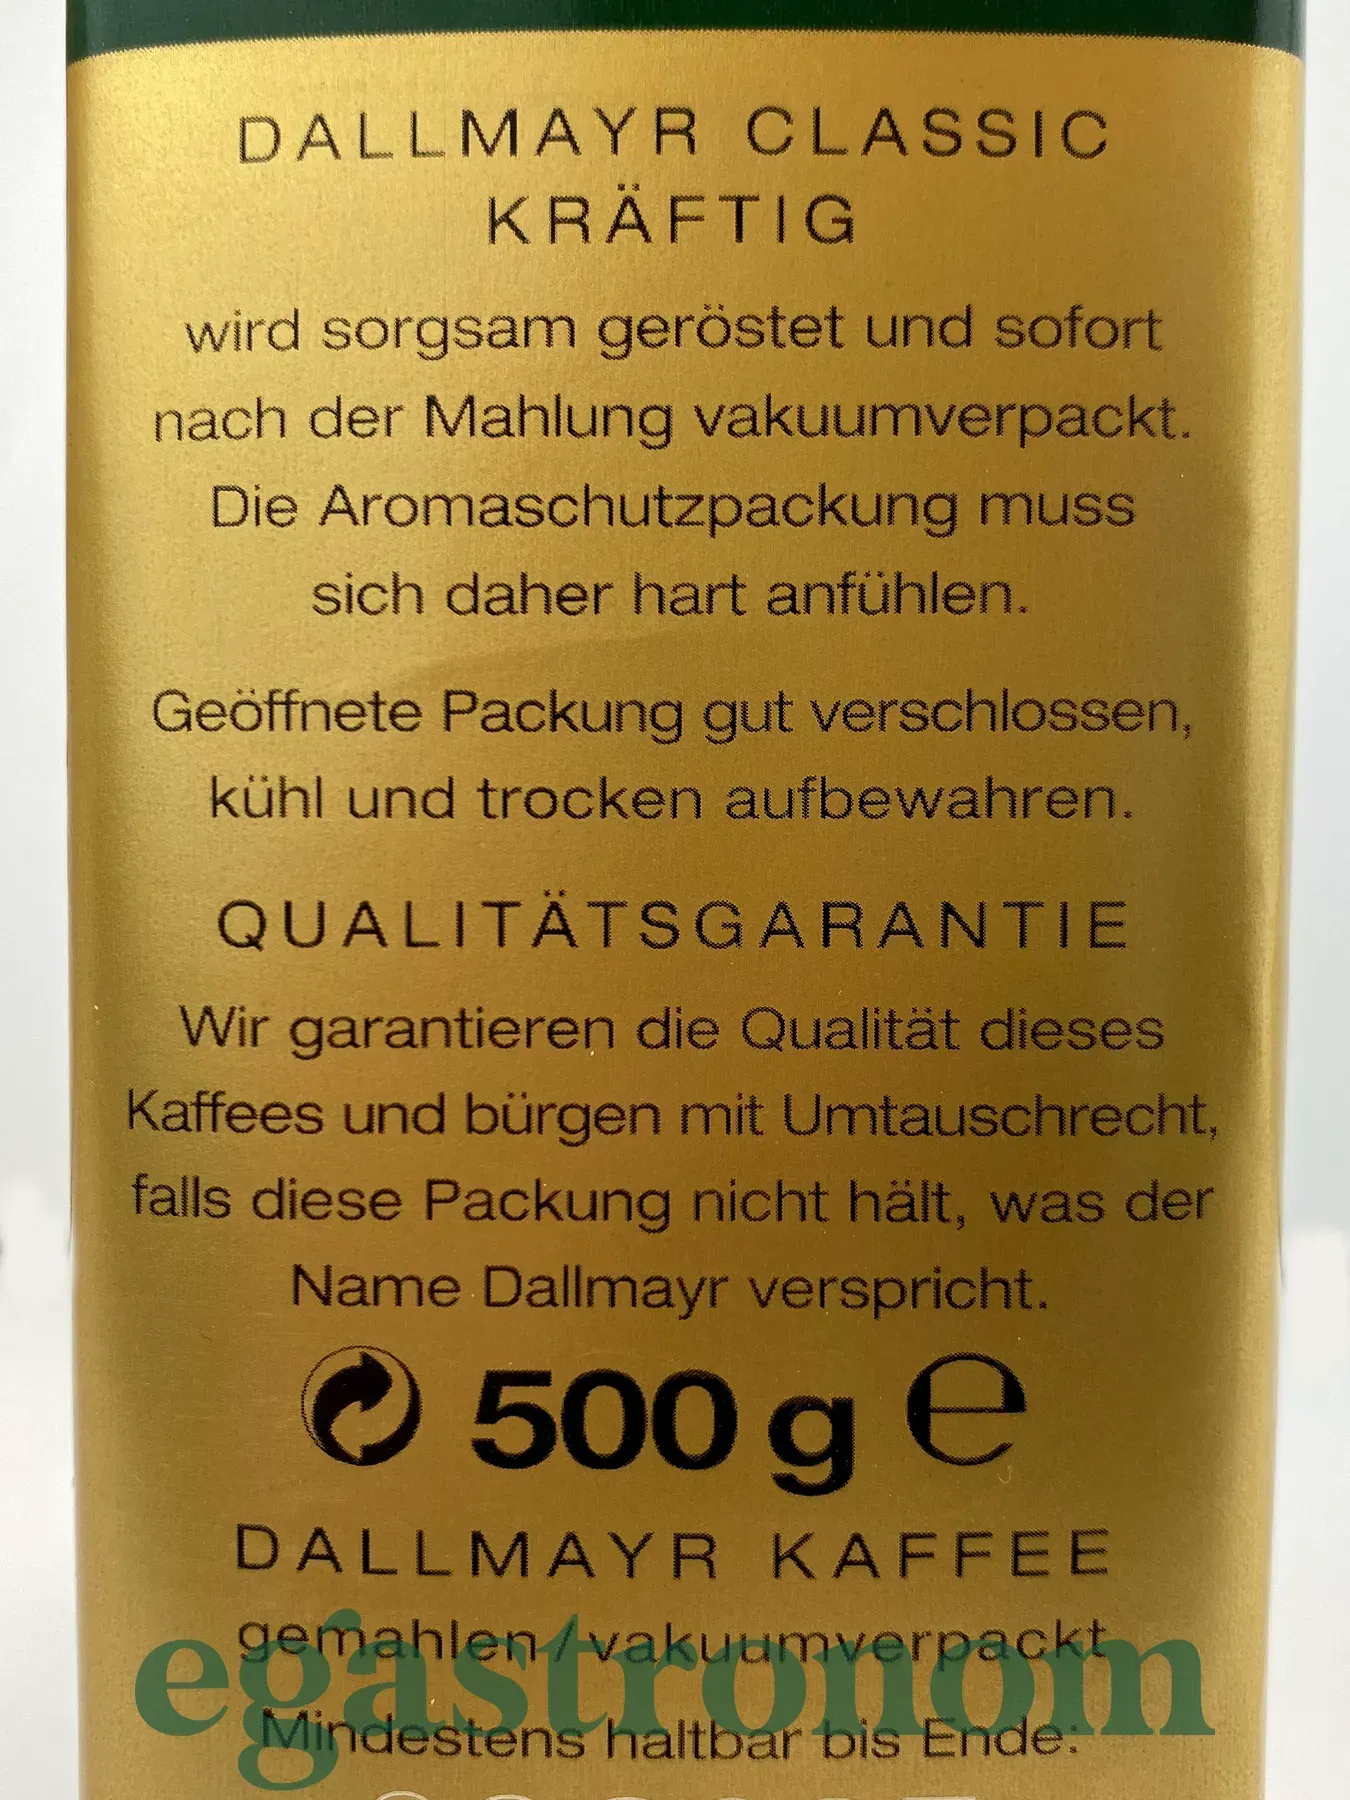 DALLMAYR CLASSIC
KRÄFTIG
wird sorgsam geröstet und sofort
nach der Mahlung vakuumverpackt.
Die Aromaschutzpackung muss
sich daher hart anfühlen.
Geöffnete Packung gut verschlossen,
kühl und trocken aufbewahren.
QUALITÄTSGARANTIE
Wir garantieren die Qualität dieses
Kaffees und bürgen mit Umtauschrecht,
falls diese Packung nicht hält, was der
Name Dallmayr verspricht.
500 g ℮
DALLMAYR KAFFEE
gemahlen/vakuumverpackt
egastronom
Mindestens haltbar bis Ende: